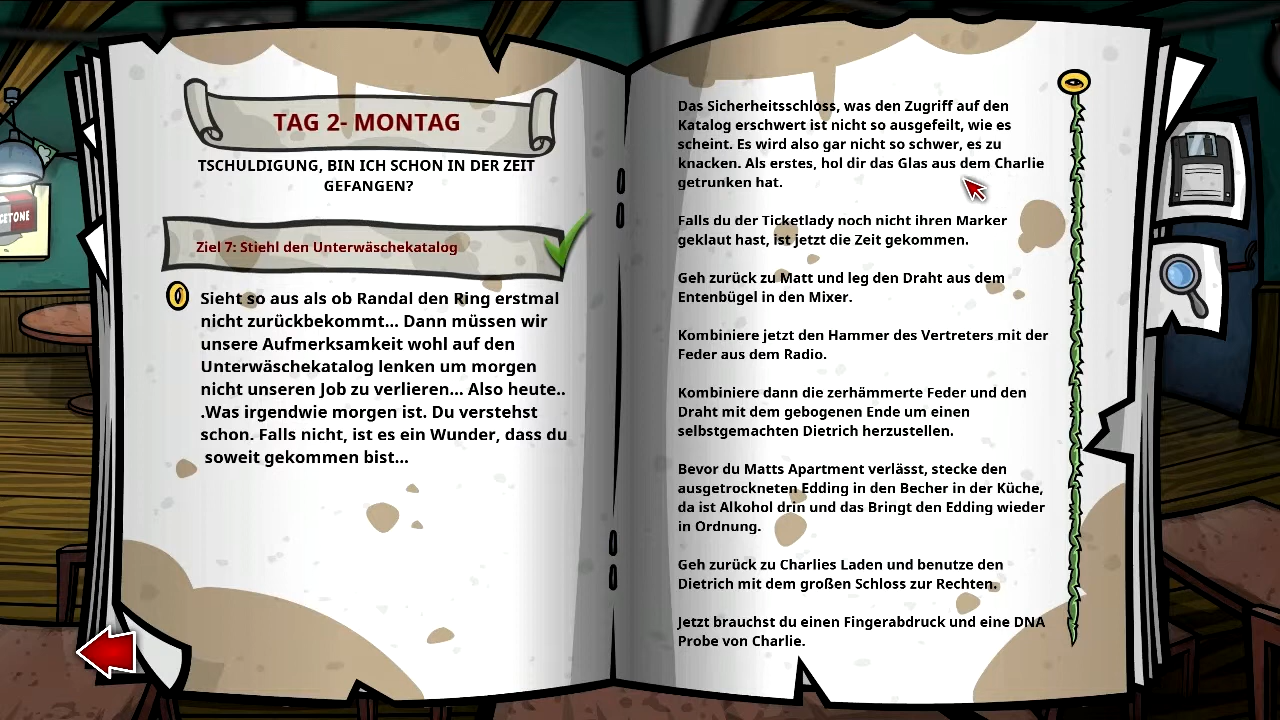 TAG 2- MONTAG
TSCHULDIGUNG, BIN ICH SCHON IN DER ZEIT
GEFANGEN?
Ziel 7: Stiehl den Unterwäschekatalog
Sieht so aus als ob Randal den Ring erstmal
nicht zurückbekommt... Dann müssen wir
unsere Aufmerksamkeit wohl auf den
Unterwäschekatalog lenken um morgen
nicht unseren Job zu verlieren... Also heute..
.Was irgendwie morgen ist. Du verstehst
schon. Falls nicht, ist es ein Wunder, dass du
soweit gekommen bist...
Das Sicherheitsschloss, was den Zugriff auf den
Katalog erschwert ist nicht so ausgefeilt, wie es
scheint. Es wird also gar nicht so schwer, es zu
knacken. Als erstes, hol dir das Glas aus dem Charlie
getrunken hat.
Falls du der Ticketlady noch nicht ihren Marker
geklaut hast, ist jetzt die Zeit gekommen.
Geh zurück zu Matt und leg den Draht aus dem
Entenbügel in den Mixer.
Kombiniere jetzt den Hammer des Vertreters mit der
Feder aus dem Radio.
Kombiniere dann die zerhämmerte Feder und den
Draht mit dem gebogenen Ende um einen
selbstgemachten Dietrich herzustellen.
Bevor du Matts Apartment verlässt, stecke den
ausgetrockneten Edding in den Becher in der Küche,
da ist Alkohol drin und das Bringt den Edding wieder
in Ordnung.
Geh zurück zu Charlies Laden und benutze den
Dietrich mit dem großen Schloss zur Rechten.
Jetzt brauchst du einen Fingerabdruck und eine DNA
Probe von Charlie.